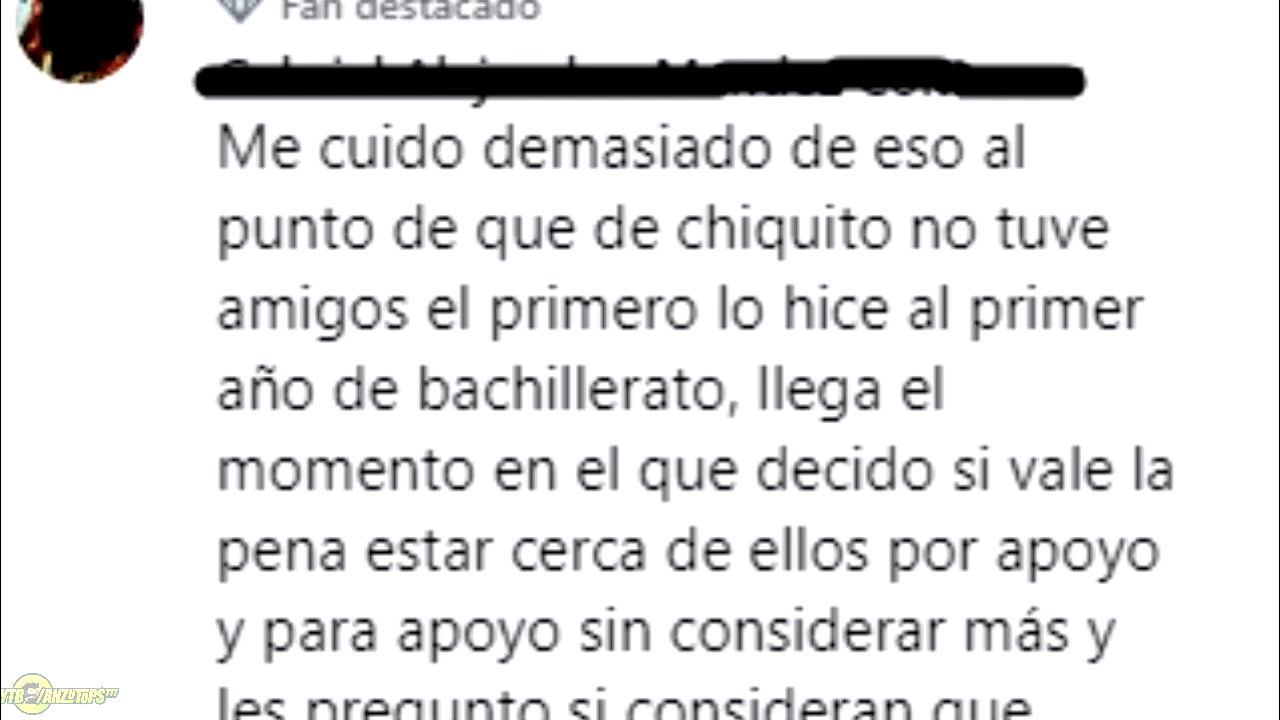 Fan destacado
Me cuido demasiado de eso al
punto de que de chiquito no tuve
amigos el primero lo hice al primer
año de bachillerato, llega el
momento en el que decido si vale la
pena estar cerca de ellos por apoyo
y para apoyo sin considerar más y
les pregunto si consideran que